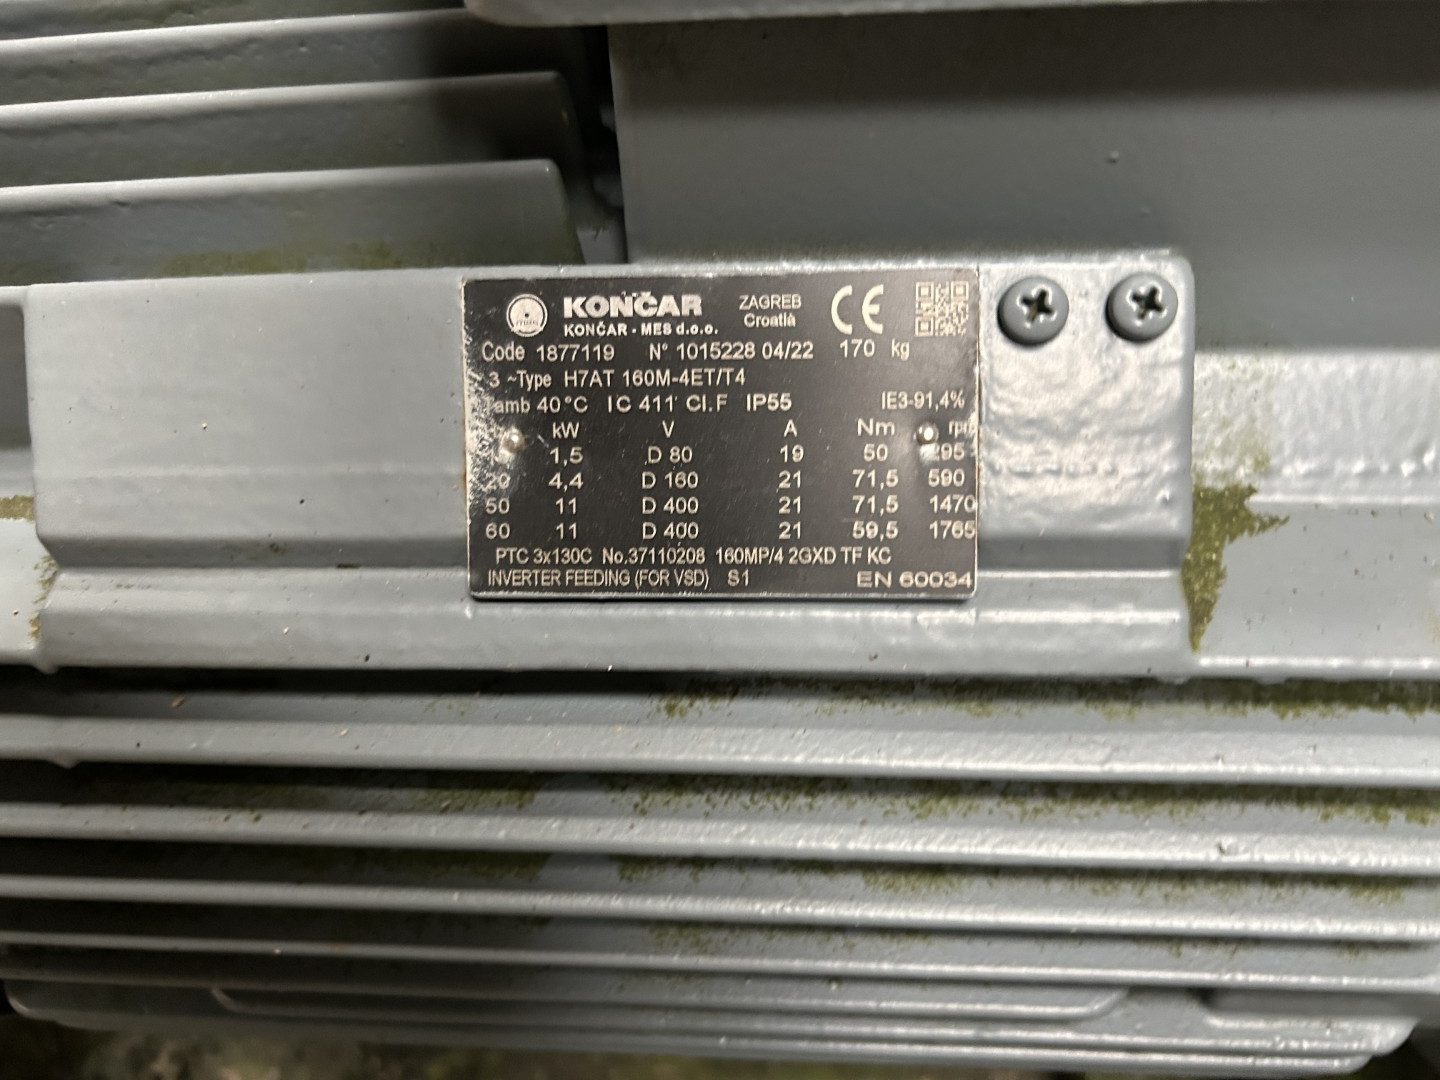 KONČAR
KONČAR - MES d.o.o.
ZAGREB
Croatia
CE
Code 1877119 N° 1015228 04/22 170 kg
3 ~Type H7AT 160M-4ET/T4
amb 40°C IC 411 Cl.F IP55 IE3-91,4%
kW V A Nm
1,5 D 80 19 50 295
20 4,4 D 160 21 71,5 590
50 11 D 400 21 71,5 1470
60 11 D 400 21 59,5 1765
PTC 3x130C No.37110208 160MP/4 2GXD TF KC
INVERTER FEEDING (FOR VSD) S1 EN 60034